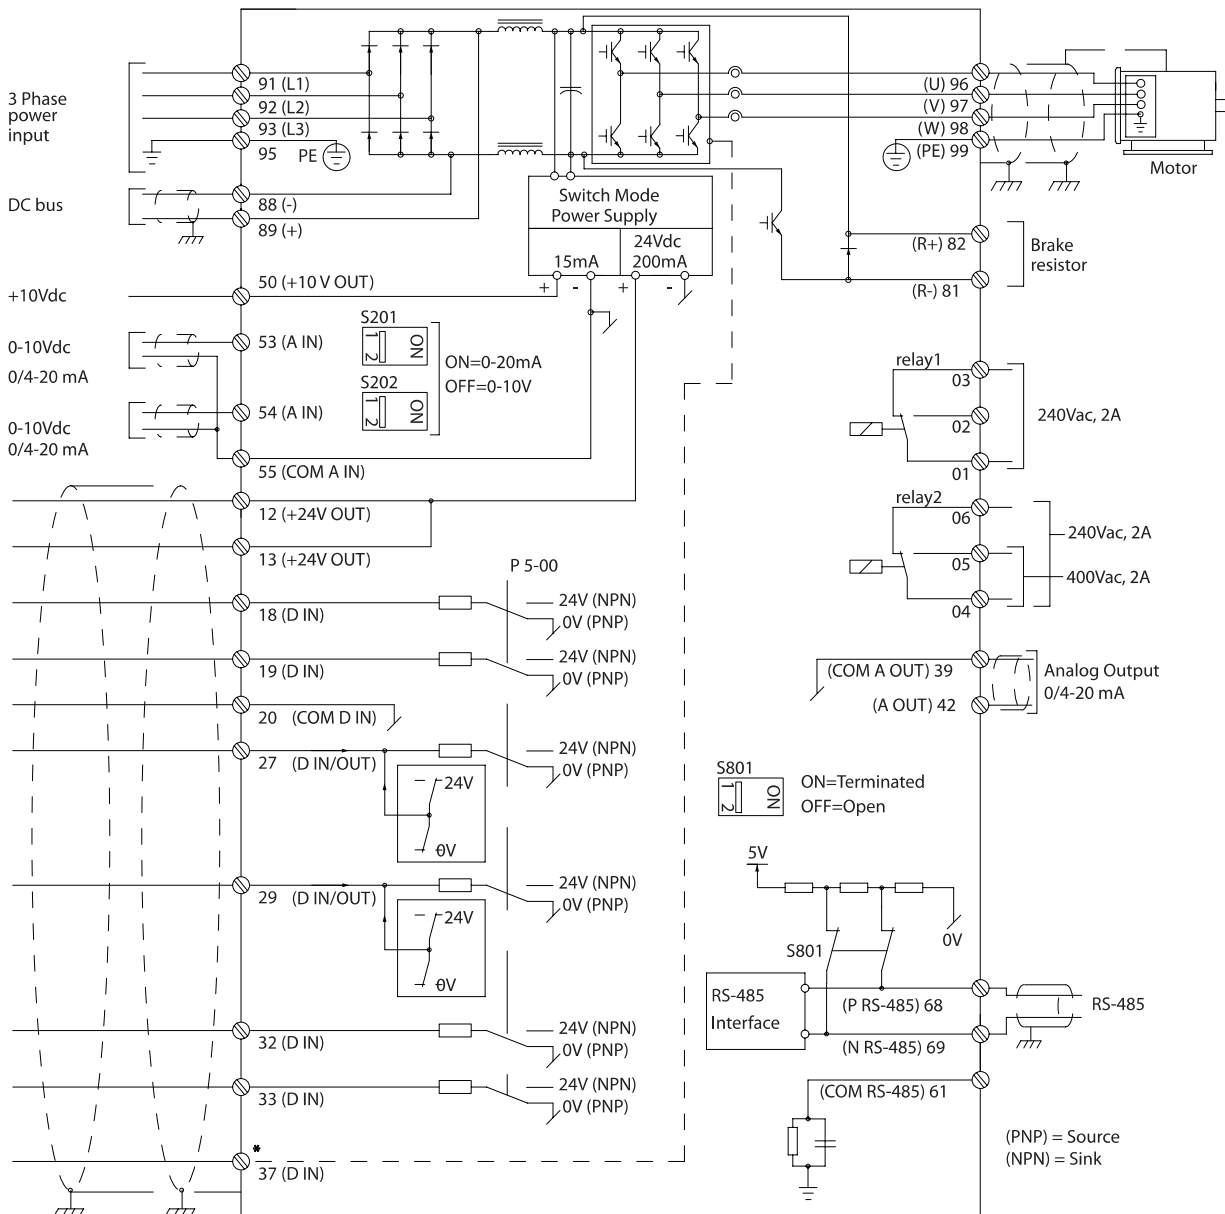 3 Phase
power
input
91 (L1)
92 (L2)
93 (L3)
95
PE
DC bus
88 (-)
89 (+)
+10Vdc
50 (+10 V OUT)
0-10Vdc
0/4-20 mA
53 (A IN)
0-10Vdc
0/4-20 mA
54 (A IN)
55 (COM A IN)
12 (+24V OUT)
13 (+24V OUT)
18 (D IN)
19 (D IN)
20 (COM D IN)
27 (D IN/OUT)
29 (D IN/OUT)
32 (D IN)
33 (D IN)
*
37 (D IN)
S201
1
2
ON
S202
1
2
ON
ON=0-20mA
OFF=0-10V
Switch Mode
Power Supply
24Vdc
15mA
200mA
+
-
+
-
P 5-00
24V (NPN)
0V (PNP)
24V (NPN)
0V (PNP)
24V (NPN)
0V (PNP)
24V
0V
24V (NPN)
0V (PNP)
24V
0V
24V (NPN)
0V (PNP)
24V (NPN)
0V (PNP)
(U) 96
(V) 97
(W) 98
(PE) 99
Motor
(R+) 82
(R-) 81
Brake
resistor
relay1
03
02
01
240Vac, 2A
relay2
06
05
04
240Vac, 2A
400Vac, 2A
(COM A OUT) 39
(A OUT) 42
Analog Output
0/4-20 mA
S801
1
2
ON
ON=Terminated
OFF=Open
5V
0V
S801
RS-485
Interface
(P RS-485) 68
(N RS-485) 69
(COM RS-485) 61
RS-485
(PNP) = Source
(NPN) = Sink